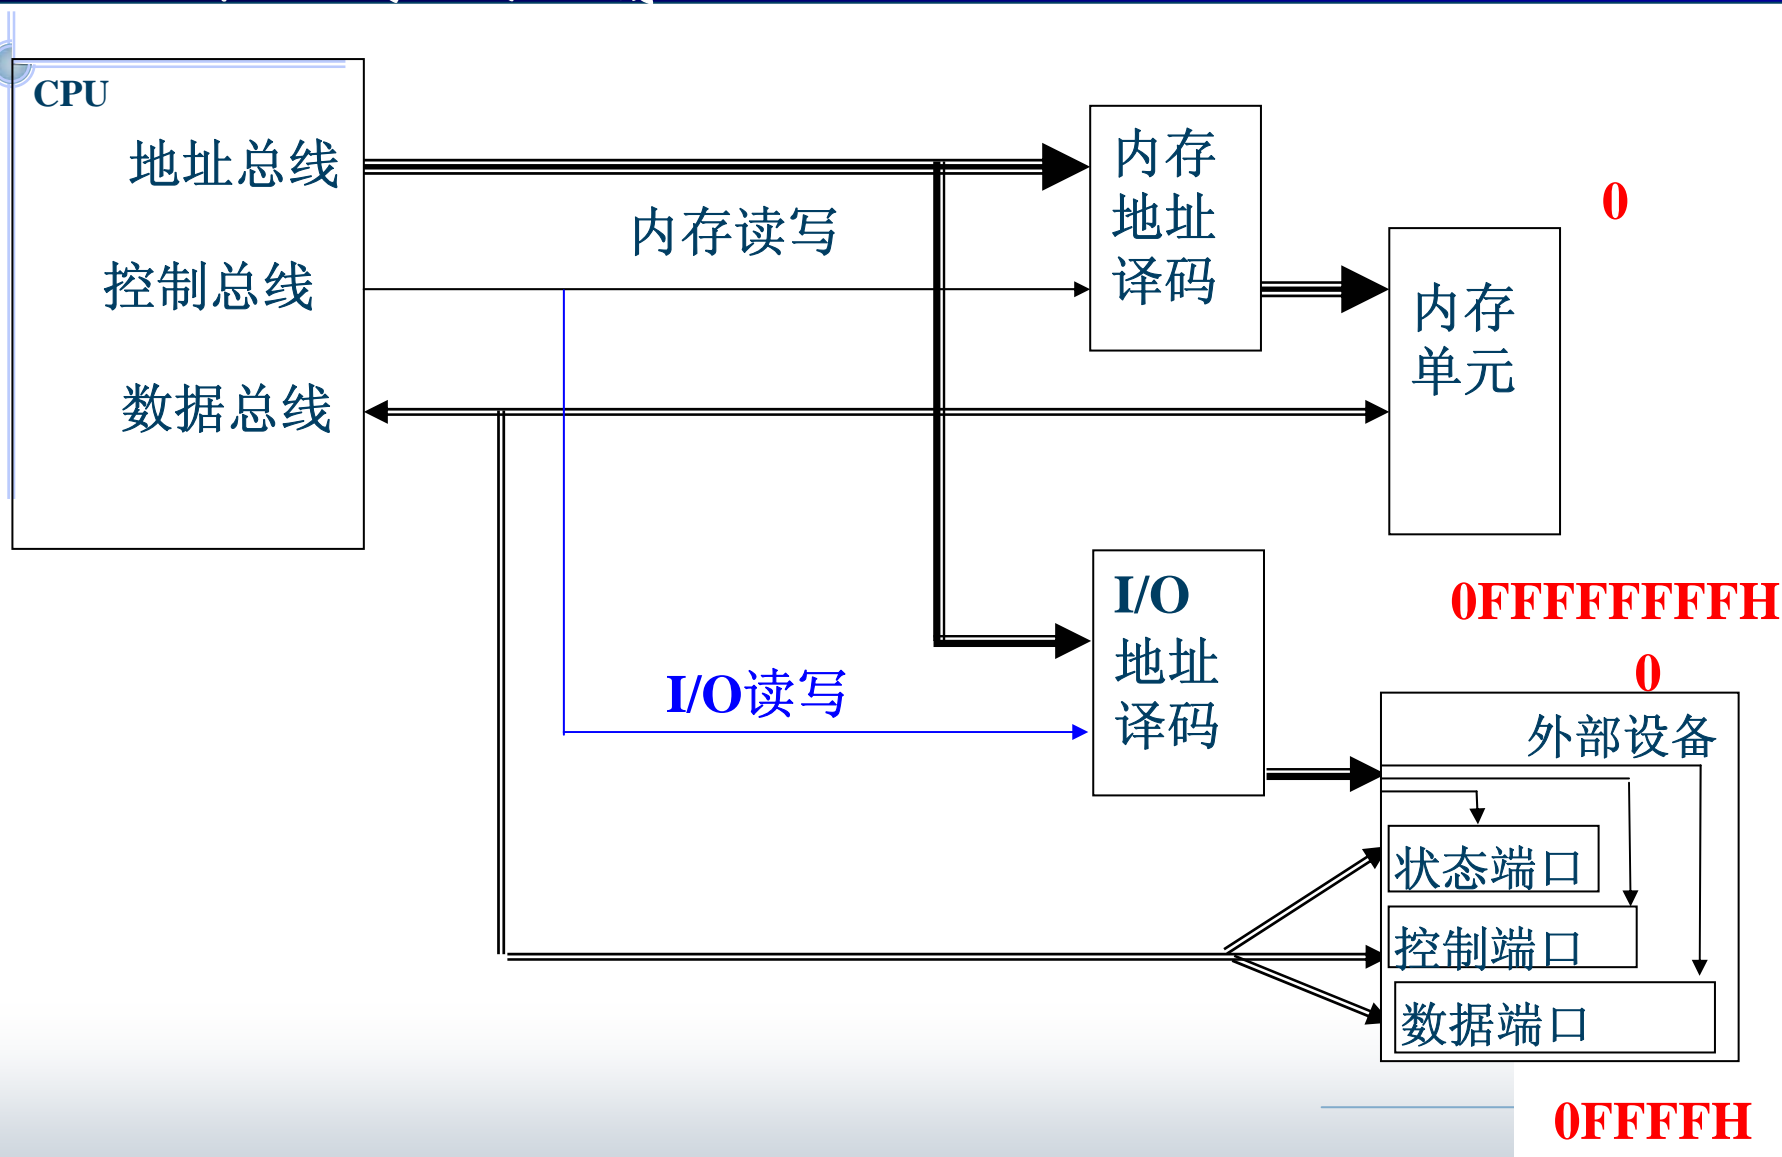 CPU
地址总线
控制总线
数据总线
内存读写
内存
地址
译码
0
内存
单元
0FFFFFFFFH
I/O
地址
译码
I/O读写
0
外部设备
状态端口
控制端口
数据端口
0FFFFH